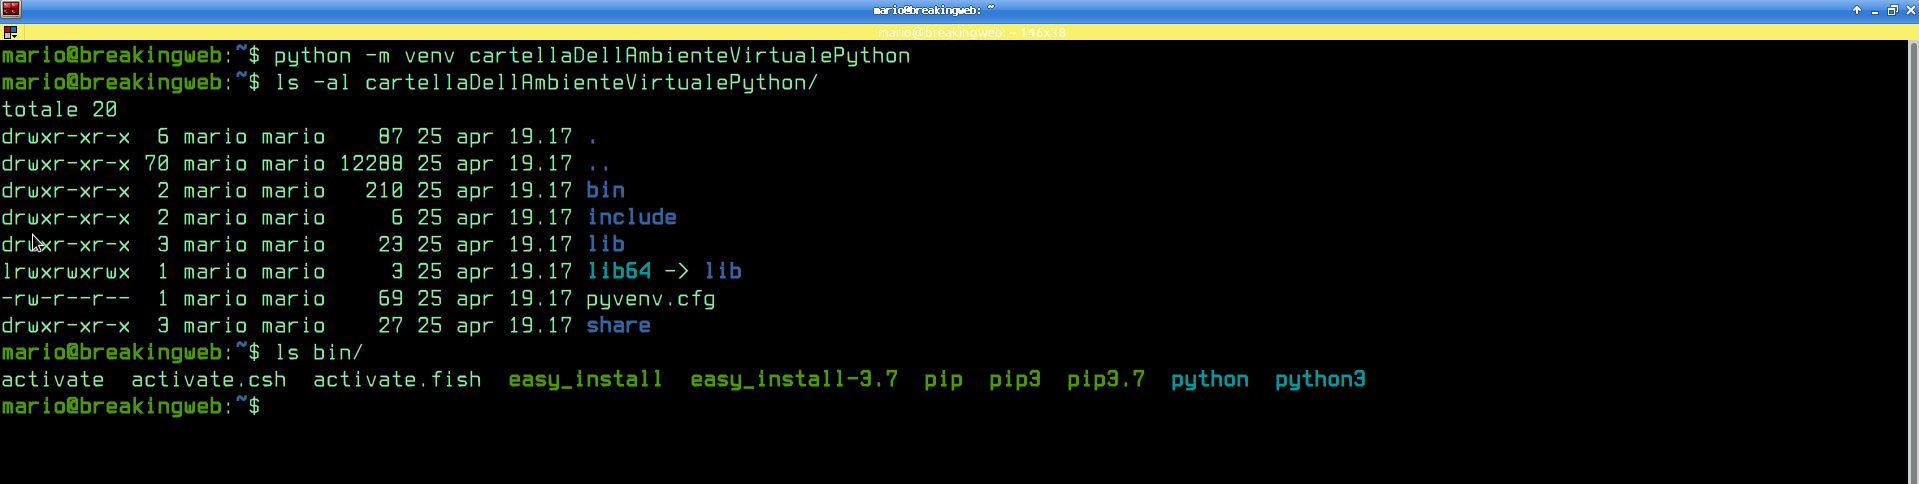 mario@breakingweb: ~
mario@breakingweb: ~ 146x38
mario@breakingweb:~$ python -m venv cartellaDellAmbienteVirtualePython
mario@breakingweb:~$ ls -al cartellaDellAmbienteVirtualePython/
totale 20
drwxr-xr-x  6 mario mario    87 25 apr 19.17 .
drwxr-xr-x 70 mario mario 12288 25 apr 19.17 ..
drwxr-xr-x  2 mario mario   210 25 apr 19.17 bin
drwxr-xr-x  2 mario mario     6 25 apr 19.17 include
drwxr-xr-x  3 mario mario    23 25 apr 19.17 lib
lrwxrwxrwx  1 mario mario     3 25 apr 19.17 lib64 -> lib
-rw-r--r--  1 mario mario    69 25 apr 19.17 pyvenv.cfg
drwxr-xr-x  3 mario mario    27 25 apr 19.17 share
mario@breakingweb:~$ ls bin/
activate  activate.csh  activate.fish  easy_install  easy_install-3.7  pip  pip3  pip3.7  python  python3
mario@breakingweb:~$